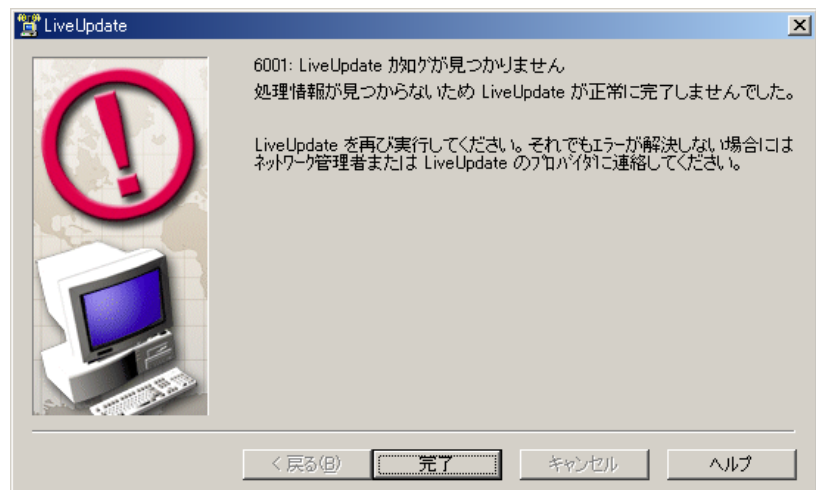 LiveUpdate
6001: LiveUpdate ｶﾀﾛｸﾞが見つかりません
処理情報が見つからないため LiveUpdate が正常に完了しませんでした。
LiveUpdate を再び実行してください。それでもｴﾗｰが解決しない場合には
ﾈｯﾄﾜｰｸ管理者または LiveUpdate のﾌﾟﾛﾊﾞｲﾀﾞに連絡してください。
< 戻る(B)
完了
キャンセル
ヘルプ